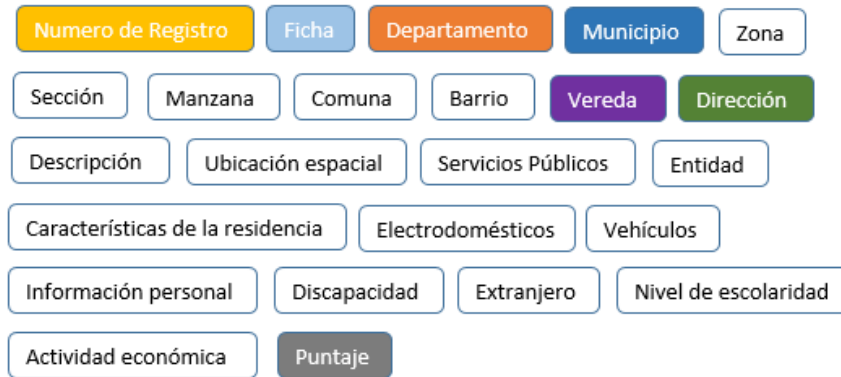 Numero de Registro Ficha Departamento Municipio Zona
Sección Manzana Comuna Barrio Vereda Dirección
Descripción Ubicación espacial Servicios Públicos Entidad
Características de la residencia Electrodomésticos Vehículos
Información personal Discapacidad Extranjero Nivel de escolaridad
Actividad económica Puntaje